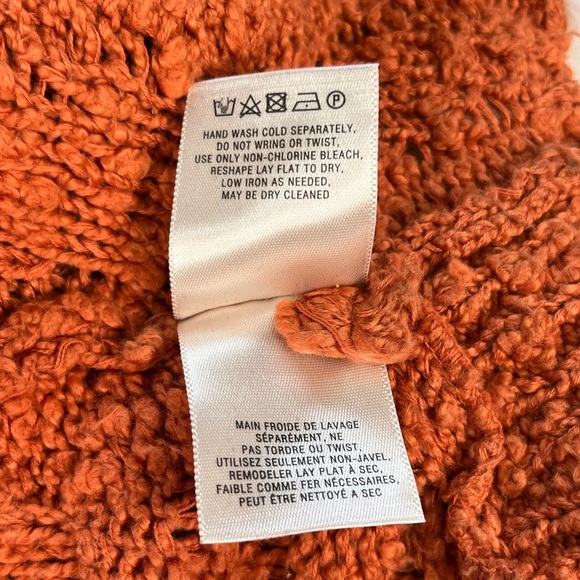 P
HAND WASH COLD SEPARATELY,
DO NOT WRING OR TWIST,
USE ONLY NON-CHLORINE BLEACH,
RESHAPE LAY FLAT TO DRY,
LOW IRON AS NEEDED,
MAY BE DRY CLEANED
MAIN FROIDE DE LAVAGE
SÉPARÉMENT, NE
PAS TORDRE OU TWIST,
UTILISEZ SEULEMENT NON-JAVEL,
REMODELER LAY PLAT À SEC,
FAIBLE COMME FER NÉCESSAIRES,
PEUT ÊTRE NETTOYÉ A SEC